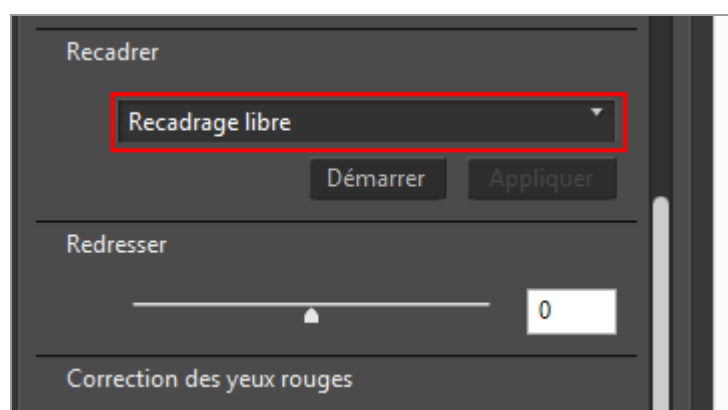 Recadrer
Recadrage libre
Démarrer Appliquer
Redresser
0
Correction des yeux rouges